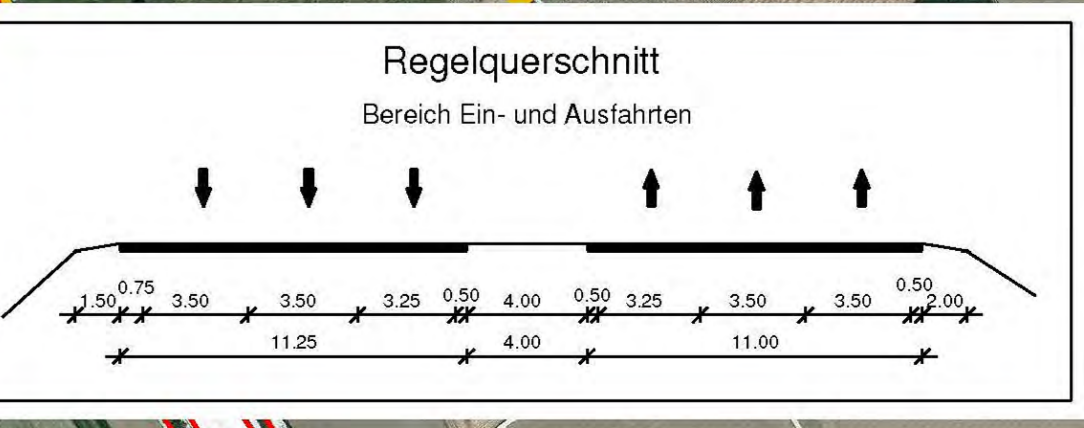 Regelquerschnitt
Bereich Ein- und Ausfahrten
1.50 0.75 3.50 3.50 3.25 0.50 4.00 0.50 3.25 3.50 3.50 0.50 2.00
11.25 4.00 11.00